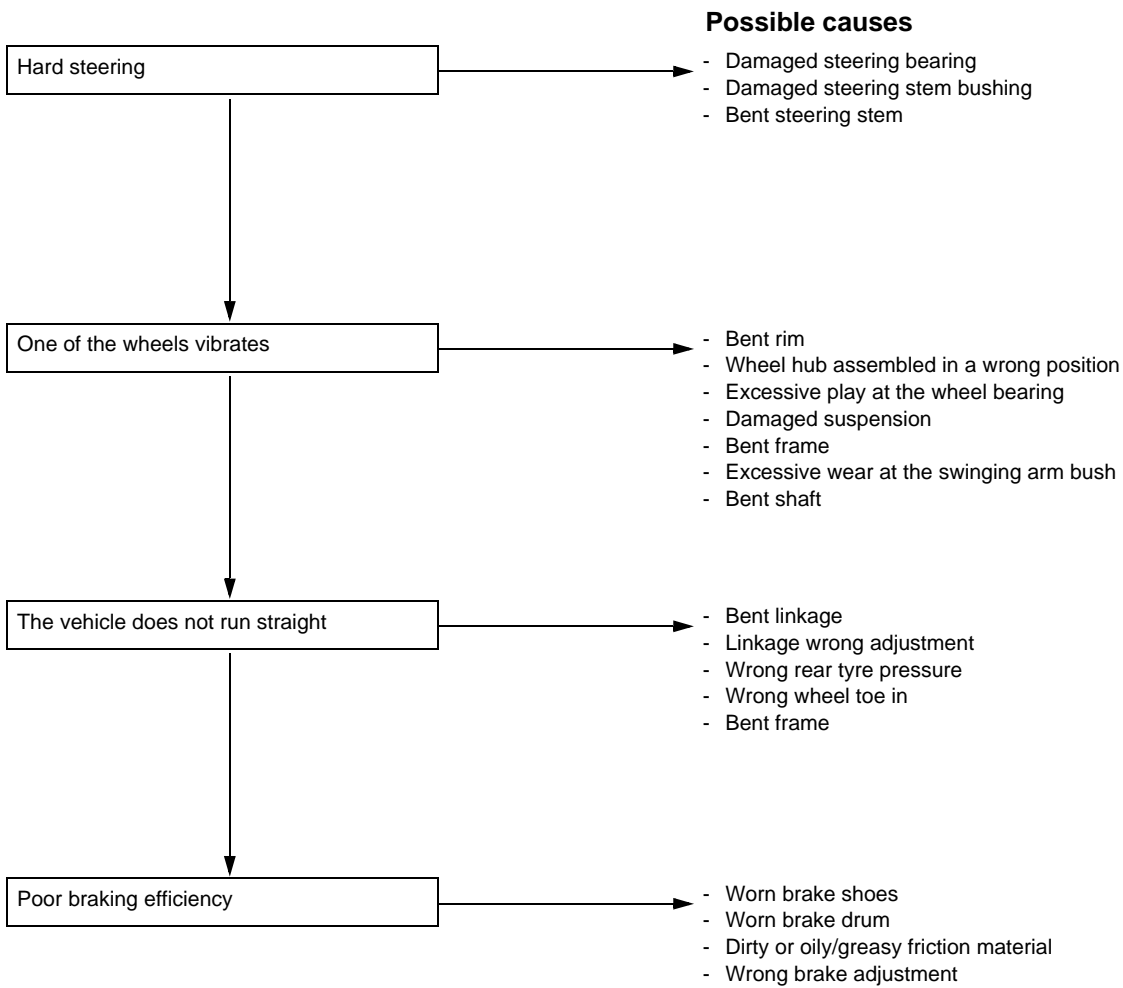 Possible causes
Hard steering
- Damaged steering bearing
- Damaged steering stem bushing
- Bent steering stem
One of the wheels vibrates
- Bent rim
- Wheel hub assembled in a wrong position
- Excessive play at the wheel bearing
- Damaged suspension
- Bent frame
- Excessive wear at the swinging arm bush
- Bent shaft
The vehicle does not run straight
- Bent linkage
- Linkage wrong adjustment
- Wrong rear tyre pressure
- Wrong wheel toe in
- Bent frame
Poor braking efficiency
- Worn brake shoes
- Worn brake drum
- Dirty or oily/greasy friction material
- Wrong brake adjustment